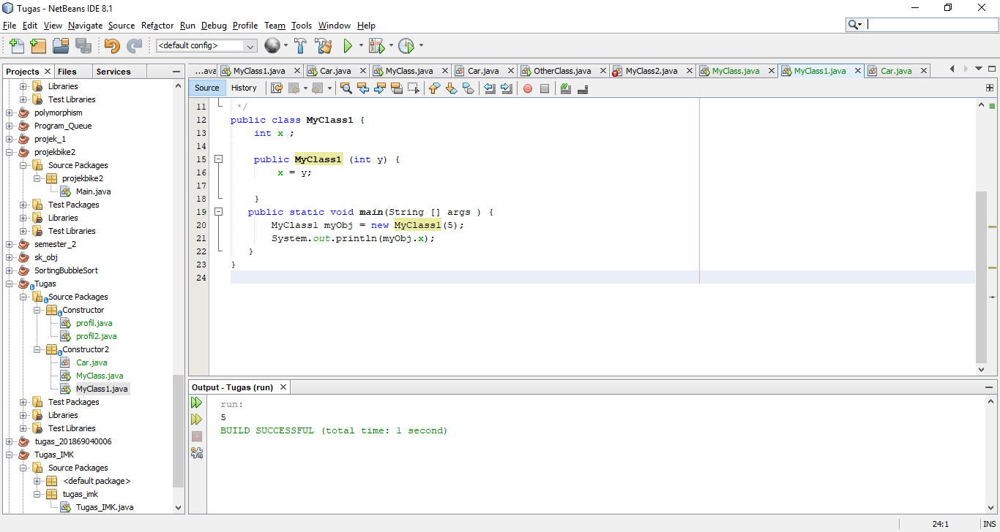 Tugas - NetBeans IDE 8.1
File Edit View Navigate Source Refactor Run Debug Profile Team Tools Window Help
<default config>
Projects Files Services
Libraries
Test Libraries
polymorphism
Program_Queue
projek_1
projekbike2
Source Packages
projekbike2
Main.java
Test Packages
Libraries
Test Libraries
semester_2
sk_obj
SortingBubbleSort
Tugas
Source Packages
Constructor
profil.java
profil2.java
Constructor2
Car.java
MyClass.java
MyClass1.java
Test Packages
Libraries
Test Libraries
tugas_201869040006
Tugas_IMK
Source Packages
<default package>
tugas_imk
Tugas_IMK.java
...ava MyClass1.java Car.java MyClass.java Car.java OtherClass.java MyClass2.java MyClass.java MyClass1.java Car.java
Source History
11 */
12 public class MyClass1 {
13 int x ;
14
15 public MyClass1 (int y) {
16 x = y;
17
18 }
19 public static void main(String [] args ) {
20 MyClass1 myObj = new MyClass1(5);
21 System.out.println(myObj.x);
22 }
23 }
24
Output - Tugas (run)
run:
5
BUILD SUCCESSFUL (total time: 1 second)
24:1 INS